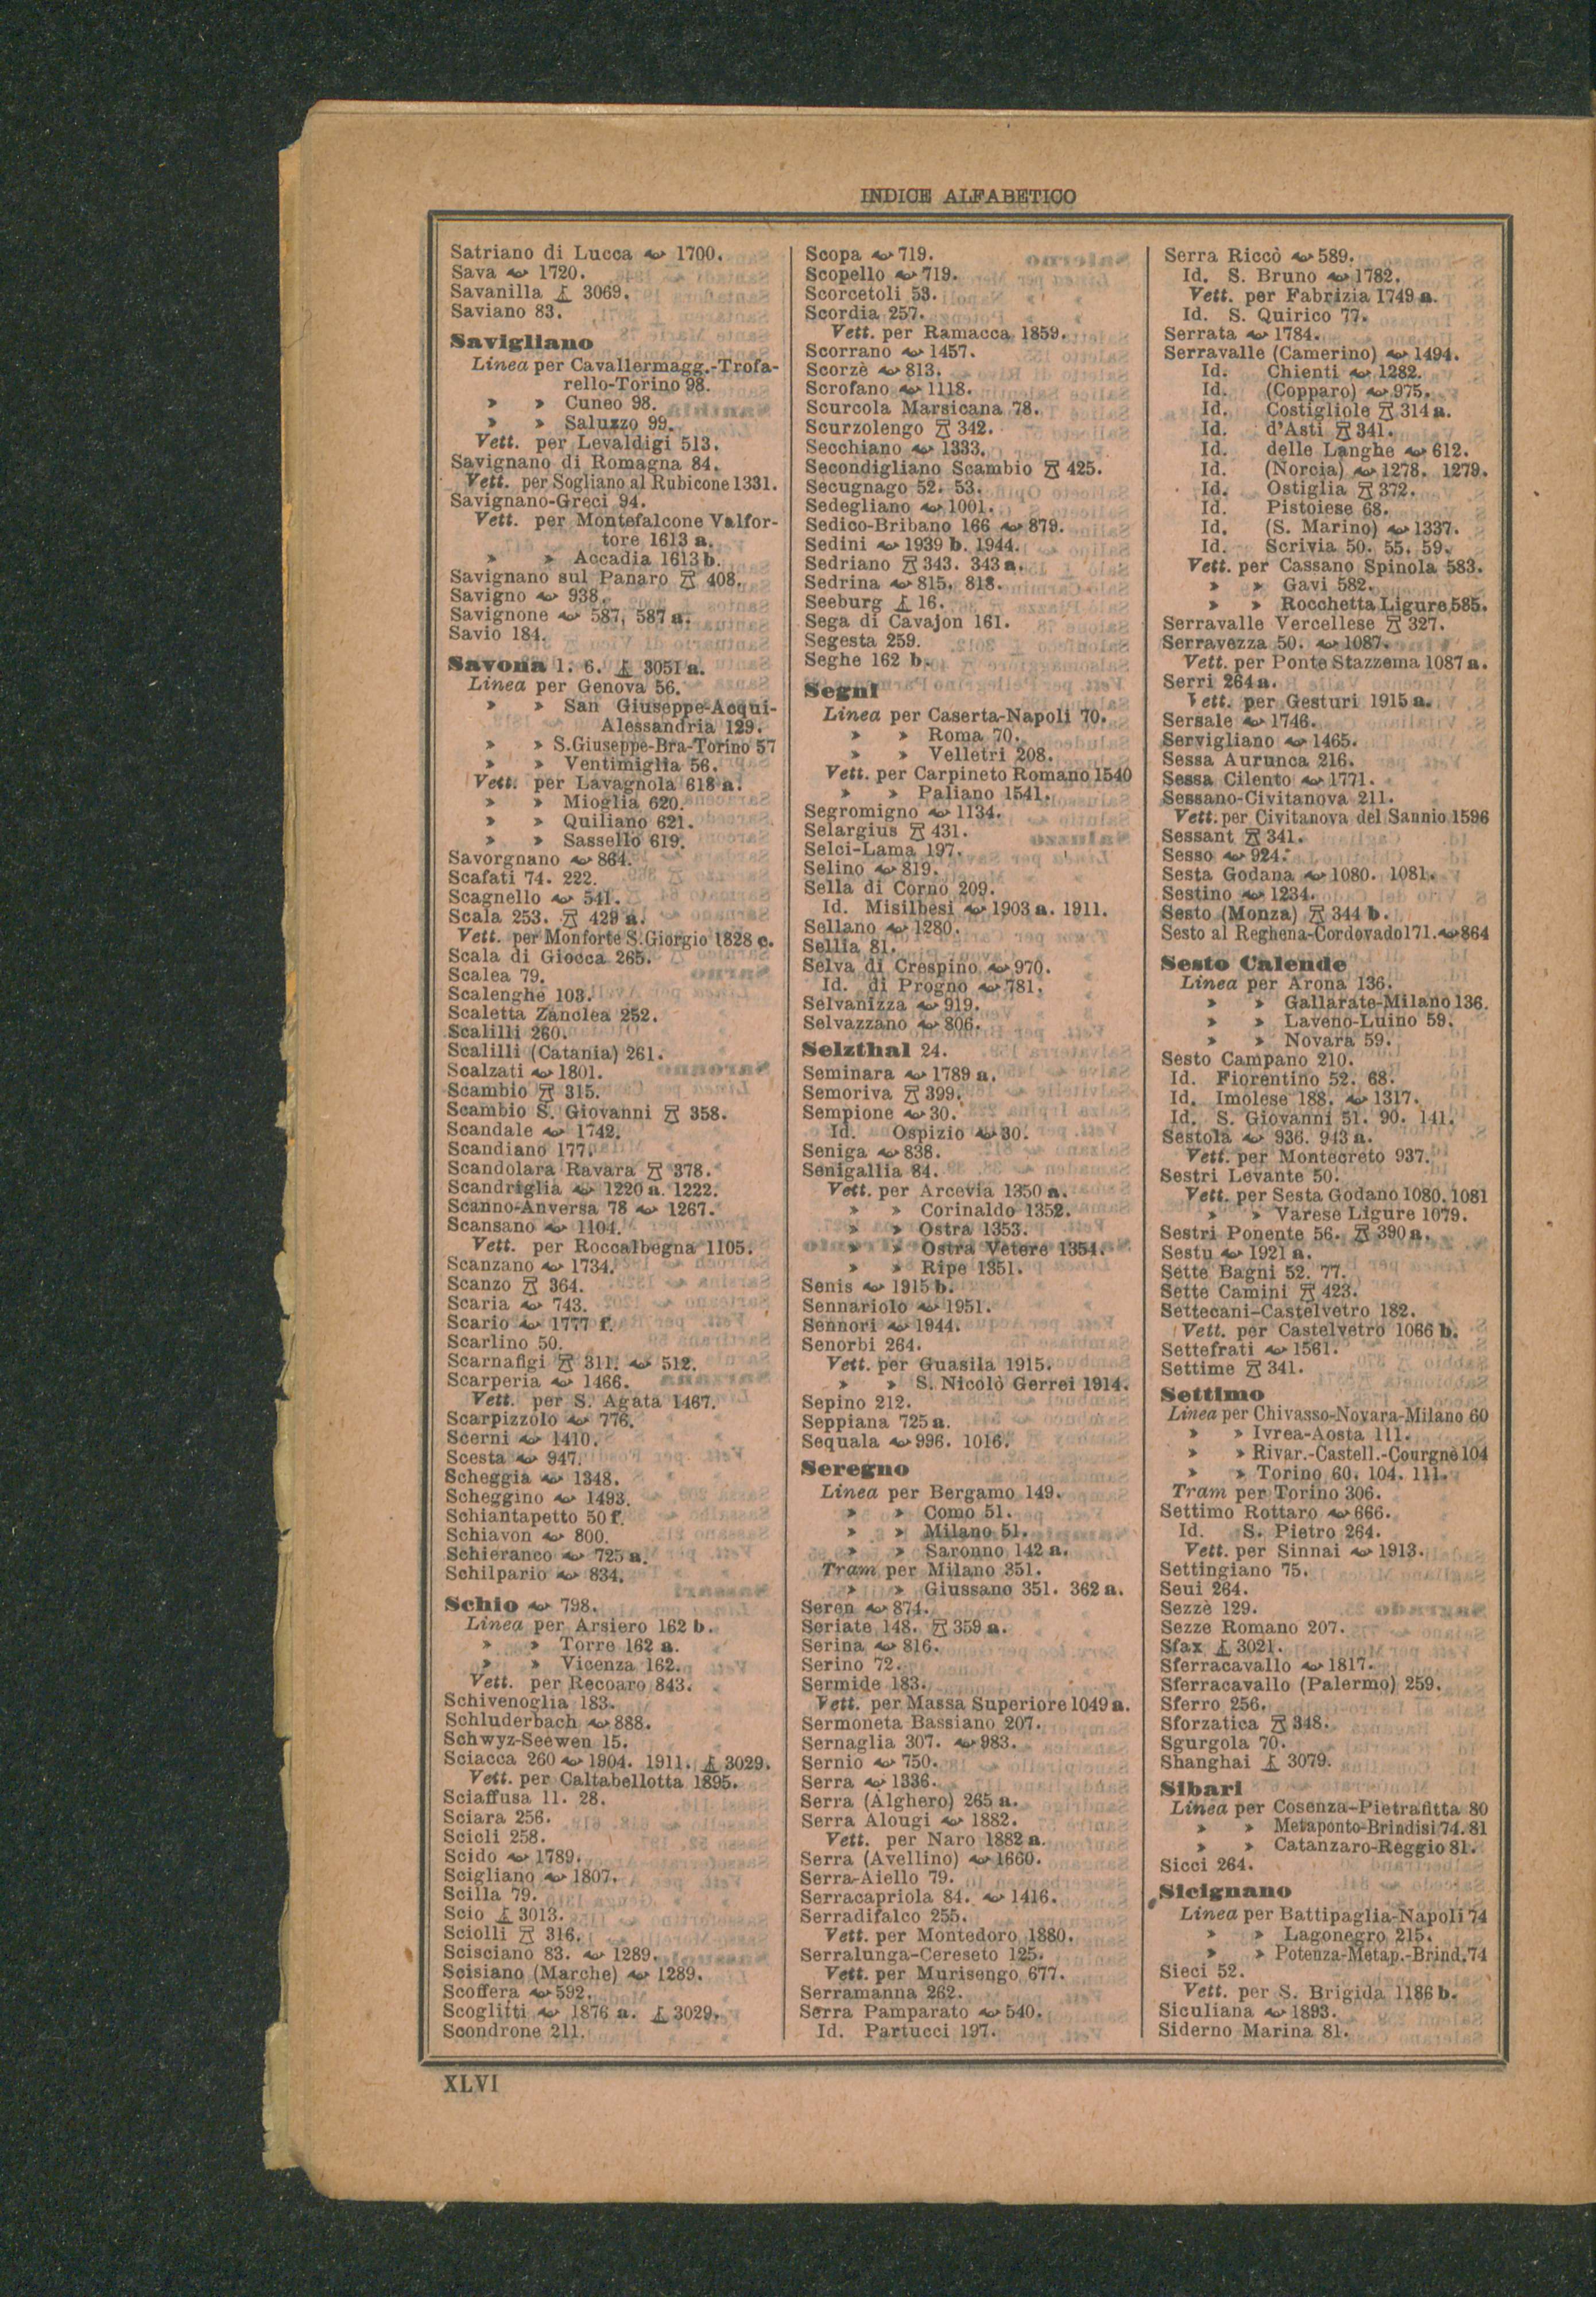 INDICE ALFABETICO
Satriano di Lucca 1700.
Sava 1720.
Savanilla 3069.
Saviano 83.
Savigliano
Linea per Cavallermagg.-Trofa-
rello-Torino 98.
» » Cuneo 98.
» » Saluzzo 99.
Vett. per Levaldigi 513.
Savignano di Romagna 84.
Vett. per Sogliano al Rubicone 1331.
Savignano-Greci 94.
Vett. per Montefalcone Valfor-
tore 1613 a.
» » Accadia 1613 b.
Savignano sul Panaro 408.
Savigno 938.
Savignone 587, 587 a.
Savio 184.
Savona 1. 6. 3051 a.
Linea per Genova 56.
» » San Giuseppe-Acqui-
Alessandria 129.
» » S. Giuseppe-Bra-Torino 57
» » Ventimiglia 56.
Vett. per Lavagnola 618 a.
» » Mioglia 620.
» » Quiliano 621.
» » Sassello 619.
Savorgnano 864.
Scafati 74. 222.
Scagnello 541.
Scala 253. 429 a.
Vett. per Monforte S. Giorgio 1828 c.
Scala di Giocca 265.
Scalea 79.
Scalenghe 103.
Scaletta Zanclea 252.
Scalilli 260.
Scalilli (Catania) 261.
Scalzati 1801.
Scambio 315.
Scambio S. Giovanni 358.
Scandale 1742.
Scandiano 177.
Scandolara Ravara 378.
Scandriglia 1220 a. 1222.
Scanno-Anversa 78 1267.
Scansano 1104.
Vett. per Roccalbegna 1105.
Scanzano 1734.
Scanzo 364.
Scaria 743.
Scario 1777 f.
Scarlino 50.
Scarnafigi 311. 512.
Scarperia 1466.
Vett. per S. Agata 1467.
Scarpizzolo 776.
Scerni 1410.
Scesta 947.
Scheggia 1348.
Scheggino 1493.
Schiantapetto 50 f.
Schiavon 800.
Schieranco 725 a.
Schilpario 834.
Schio 798.
Linea per Arsiero 162 b.
» » Torre 162 a.
» » Vicenza 162.
Vett. per Recoaro 843.
Schivenoglia 183.
Schluderbach 888.
Schwyz-Seewen 15.
Sciacca 260 1904. 1911. 3029.
Vett. per Caltabellotta 1895.
Sciaffusa 11. 28.
Sciara 256.
Scicli 258.
Scido 1789.
Scigliano 1807.
Scilla 79.
Scio 3013.
Sciolli 316.
Scisciano 83. 1289.
Scisiano (Marche) 1289.
Scoffera 592.
Scoglitti 1876 a. 3029.
Scondrone 211.
Scopa 719.
Scopello 719.
Scorcetoli 53.
Scordia 257.
Vett. per Ramacca 1859.
Scorrano 1457.
Scorzè 813.
Scrofano 1118.
Scurcola Marsicana 78.
Scurzolengo 342.
Secchiano 1333.
Secondigliano Scambio 425.
Secugnago 52. 53.
Sedegliano 1001.
Sedico-Bribano 166 879.
Sedini 1939 b. 1944.
Sedriano 343. 343 a.
Sedrina 815. 818.
Seeburg 16.
Sega di Cavajon 161.
Segesta 259.
Seghe 162 b.
Segni
Linea per Caserta-Napoli 70.
» » Roma 70.
» » Velletri 208.
Vett. per Carpineto Romano 1540
» » Paliano 1541.
Segromigno 1134.
Selargius 431.
Selci-Lama 197.
Selino 819.
Sella di Corno 209.
Id. Misilbesi 1903 a. 1911.
Sellano 1280.
Sellia 81.
Selva di Crespino 970.
Id. di Progno 781.
Selvanizza 919.
Selvazzano 806.
Selzthal 24.
Seminara 1789 a.
Semoriva 399.
Sempione 30.
Id. Ospizio 30.
Seniga 838.
Senigallia 84.
Vett. per Arcevia 1350 a.
» » Corinaldo 1352.
» » Ostra 1353.
» » Ostra Vetere 1354.
» » Ripe 1351.
Senis 1915 b.
Sennariolo 1951.
Sennori 1944.
Senorbi 264.
Vett. per Guasila 1915.
» » S. Nicolò Gerrei 1914.
Sepino 212.
Seppiana 725 a.
Sequala 996. 1016.
Seregno
Linea per Bergamo 149.
» » Como 51.
» » Milano 51.
» » Saronno 142 a.
Tram per Milano 351.
» » Giussano 351. 362 a.
Seren 874.
Seriate 148. 359 a.
Serina 816.
Serino 72.
Sermide 183.
Vett. per Massa Superiore 1049 a.
Sermoneta Bassiano 207.
Sernaglia 307. 983.
Sernio 750.
Serra 1336.
Serra (Alghero) 265 a.
Serra Alougi 1882.
Vett. per Naro 1882 a.
Serra (Avellino) 1660.
Serra-Aiello 79.
Serracapriola 84. 1416.
Serradifalco 255.
Vett. per Montedoro 1880.
Serralunga-Cereseto 125.
Vett. per Murisengo 677.
Serramanna 262.
Serra Pamparato 540.
Id. Partucci 197.
Serra Riccò 589.
Id. S. Bruno 1782.
Vett. per Fabrizia 1749 a.
Id. S. Quirico 77.
Serrata 1784.
Serravalle (Camerino) 1494.
Id. Chienti 1282.
Id. (Copparo) 975.
Id. Costigliole 314 a.
Id. d'Asti 341.
Id. delle Langhe 612.
Id. (Norcia) 1278. 1279.
Id. Ostiglia 372.
Id. Pistoiese 68.
Id. (S. Marino) 1337.
Id. Scrivia 50. 55. 59.
Vett. per Cassano Spinola 583.
» » Gavi 582.
» » Rocchetta Ligure 585.
Serravalle Vercellese 327.
Serravezza 50. 1087.
Vett. per Ponte Stazzema 1087 a.
Serri 264 a.
Vett. per Gesturi 1915 a.
Sersale 1746.
Servigliano 1465.
Sessa Aurunca 216.
Sessa Cilento 1771.
Sessano-Civitanova 211.
Vett. per Civitanova del Sannio 1596
Sessant 341.
Sesso 924.
Sesta Godana 1080. 1081.
Sestino 1234.
Sesto (Monza) 344 b.
Sesto al Reghena-Cordovado 171. 864
Sesto Calende
Linea per Arona 136.
» » Gallarate-Milano 136.
» » Laveno-Luino 59.
» » Novara 59.
Sesto Campano 210.
Id. Fiorentino 52. 68.
Id. Imolese 188. 1317.
Id. S. Giovanni 51. 90. 141.
Sestola 936. 943 a.
Vett. per Montecreto 937.
Sestri Levante 50.
Vett. per Sesta Godano 1080. 1081
» » Varese Ligure 1079.
Sestri Ponente 56. 390 a.
Sestu 1921 a.
Sette Bagni 52. 77.
Sette Camini 423.
Settecani-Castelvetro 182.
Vett. per Castelvetro 1066 b.
Settefrati 1561.
Settime 341.
Settimo
Linea per Chivasso-Novara-Milano 60
» » Ivrea-Aosta 111.
» » Rivar.-Castell.-Courgnè 104
» » Torino 60. 104. 111.
Tram per Torino 306.
Settimo Rottaro 666.
Id. S. Pietro 264.
Vett. per Sinnai 1913.
Settingiano 75.
Seui 264.
Sezzè 129.
Sezze Romano 207.
Sfax 3021.
Sferracavallo 1817.
Sferracavallo (Palermo) 259.
Sferro 256.
Sforzatica 348.
Sgurgola 70.
Shanghai 3079.
Sibari
Linea per Cosenza-Pietrafitta 80
» » Metaponto-Brindisi 74. 81
» » Catanzaro-Reggio 81.
Sicci 264.
Sicignano
Linea per Battipaglia-Napoli 74
» » Lagonegro 215.
» » Potenza-Metap.-Brind. 74
Sieci 52.
Vett. per S. Brigida 1186 b.
Siculiana 1893.
Siderno Marina 81.
XLVI